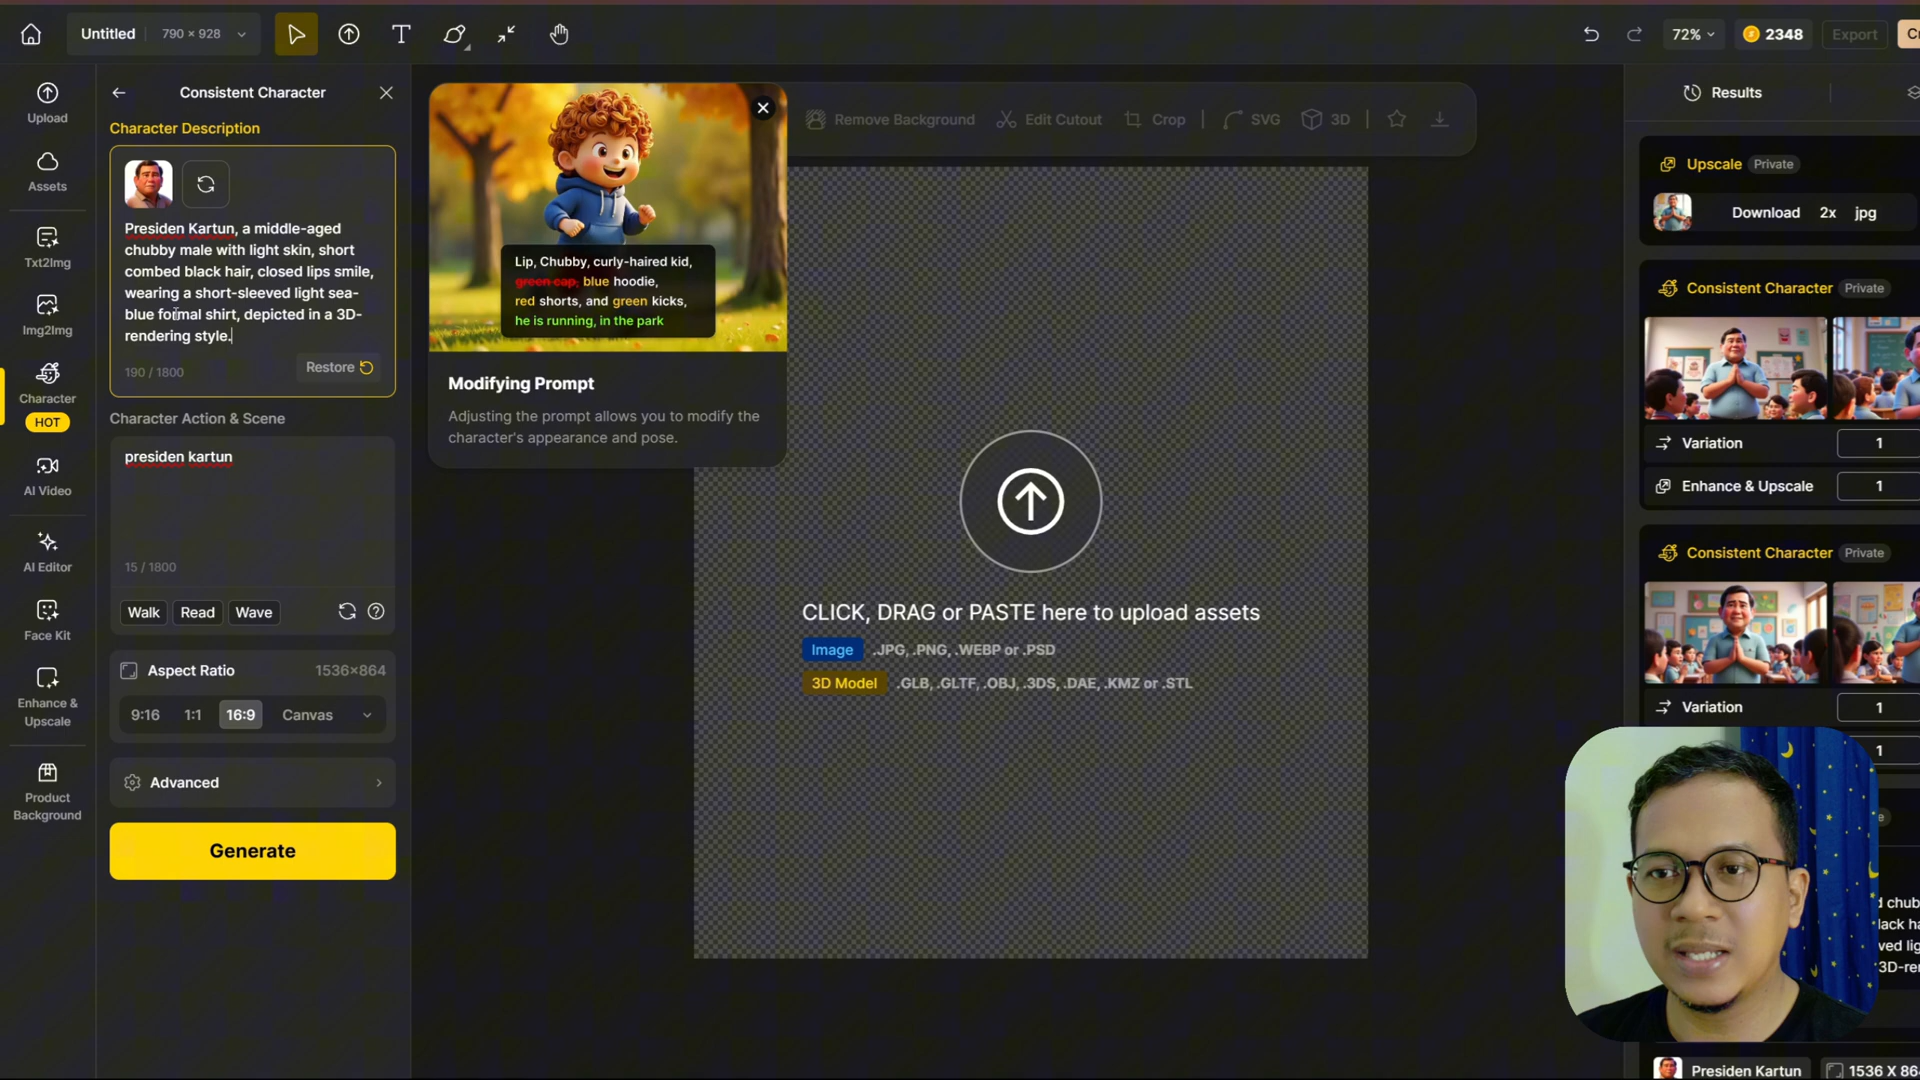 Untitled 790 × 928
72% 2348 Export
Upload
Assets
Txt2Img
Img2Img
Character
HOT
AI Video
AI Editor
Face Kit
Enhance &
Upscale
Product
Background
Consistent Character
Character Description
Presiden Kartun, a middle-aged
chubby male with light skin, short
combed black hair, closed lips smile,
wearing a short-sleeved light sea-
blue formal shirt, depicted in a 3D-
rendering style.
190 / 1800 Restore
Character Action & Scene
presiden kartun
15 / 1800
Walk Read Wave
Aspect Ratio 1536×864
9:16 1:1 16:9 Canvas
Advanced
Generate
Lip, Chubby, curly-haired kid,
green cap, blue hoodie,
red shorts, and green kicks,
he is running, in the park
Modifying Prompt
Adjusting the prompt allows you to modify the
character's appearance and pose.
Remove Background Edit Cutout Crop SVG 3D
CLICK, DRAG or PASTE here to upload assets
Image .JPG, .PNG, .WEBP or .PSD
3D Model .GLB, .GLTF, .OBJ, .3DS, .DAE, .KMZ or .STL
Results
Upscale Private
Download 2x jpg
Consistent Character Private
Variation 1
Enhance & Upscale 1
Consistent Character Private
Variation 1
1
Presiden Kartun 1536 X 86